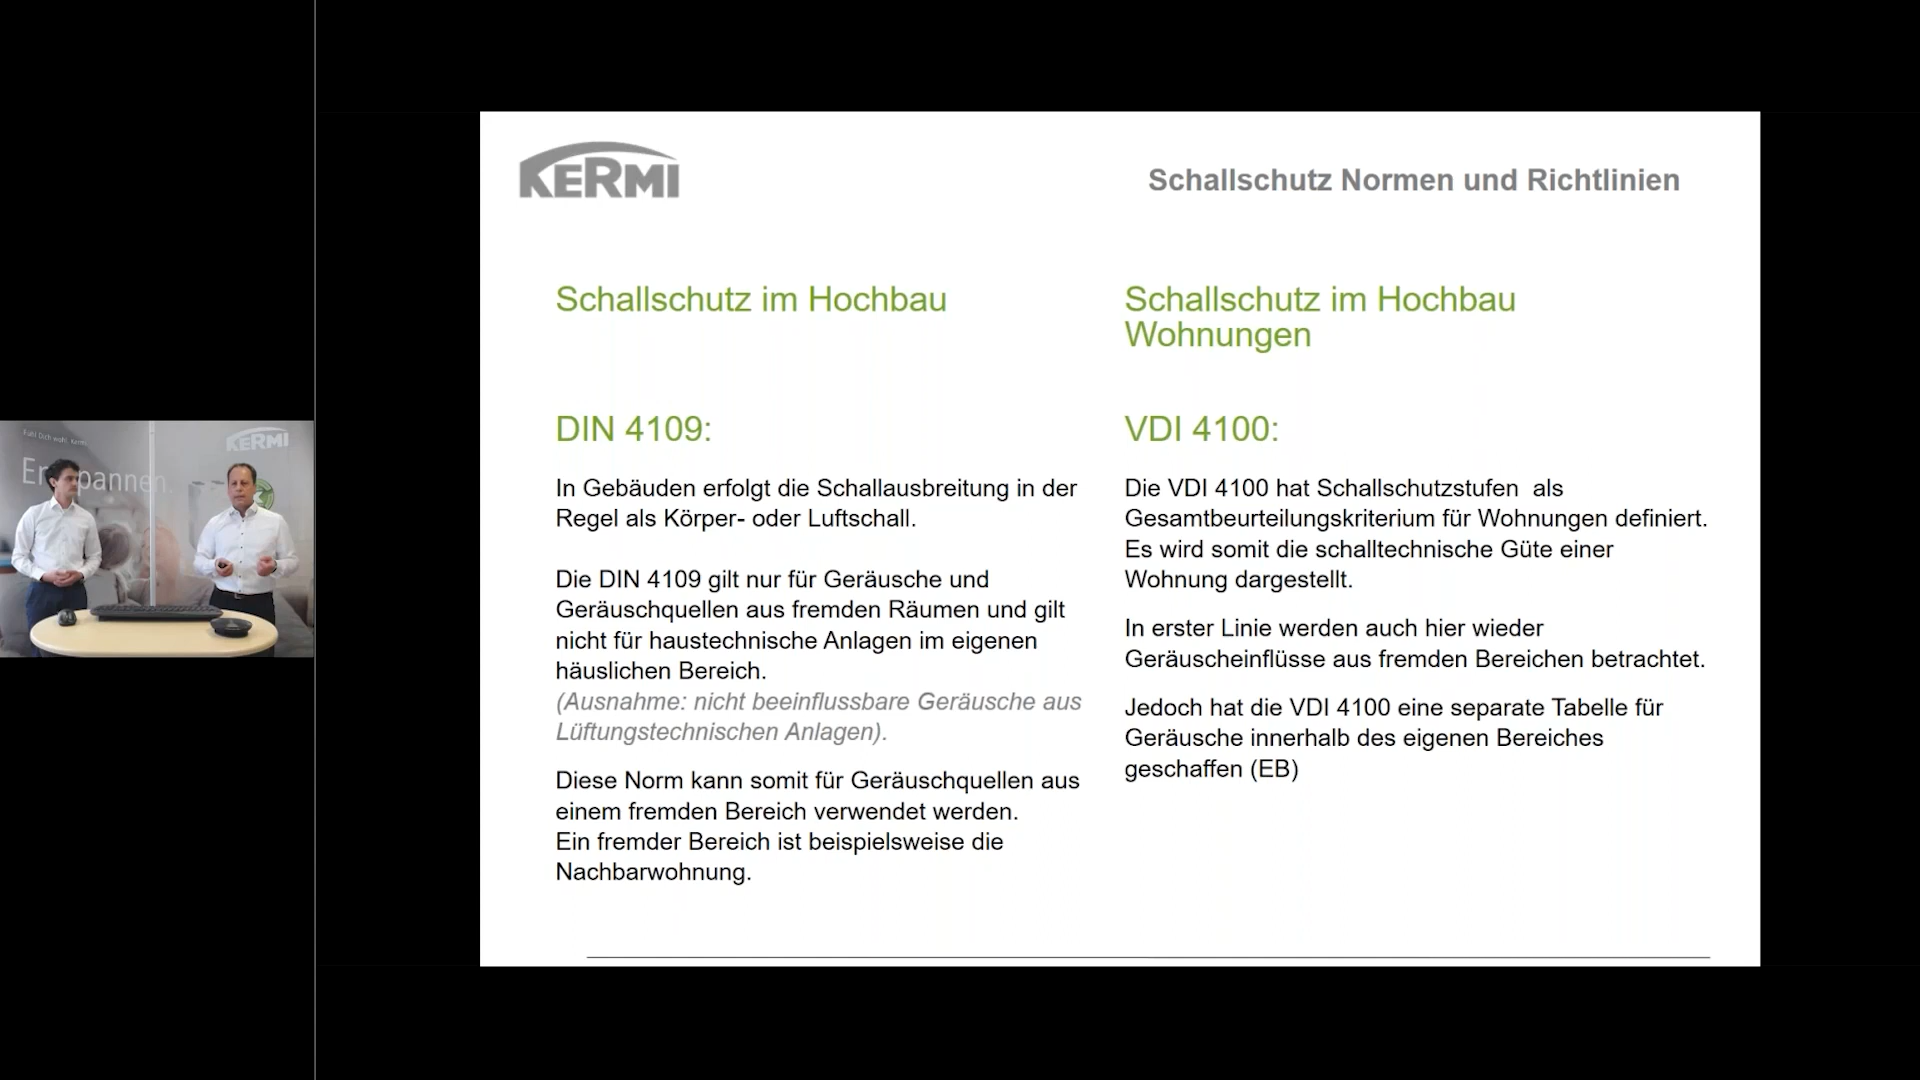 KERMI
Schallschutz Normen und Richtlinien
Schallschutz im Hochbau
DIN 4109:
In Gebäuden erfolgt die Schallausbreitung in der
Regel als Körper- oder Luftschall.
Die DIN 4109 gilt nur für Geräusche und
Geräuschquellen aus fremden Räumen und gilt
nicht für haustechnische Anlagen im eigenen
häuslichen Bereich.
(Ausnahme: nicht beeinflussbare Geräusche aus
Lüftungstechnischen Anlagen).
Diese Norm kann somit für Geräuschquellen aus
einem fremden Bereich verwendet werden.
Ein fremder Bereich ist beispielsweise die
Nachbarwohnung.
Schallschutz im Hochbau
Wohnungen
VDI 4100:
Die VDI 4100 hat Schallschutzstufen als
Gesamtbeurteilungskriterium für Wohnungen definiert.
Es wird somit die schalltechnische Güte einer
Wohnung dargestellt.
In erster Linie werden auch hier wieder
Geräuscheinflüsse aus fremden Bereichen betrachtet.
Jedoch hat die VDI 4100 eine separate Tabelle für
Geräusche innerhalb des eigenen Bereiches
geschaffen (EB)
Fühl Dich wohl. Kermi.
KERMI